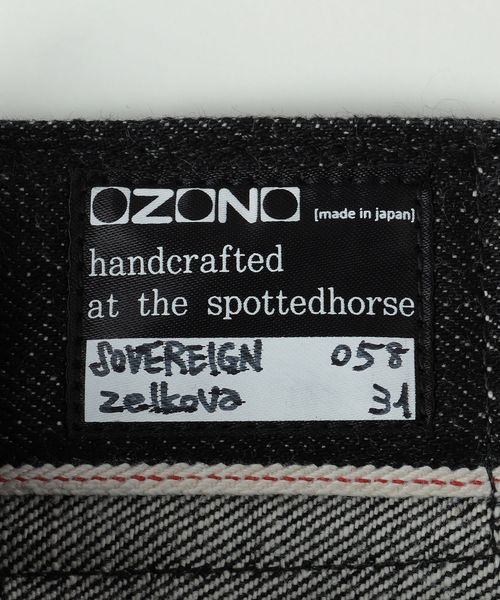 OZONO [made in japan]
handcrafted
at the spottedhorse
SOVEREIGN 058
zelkova 31